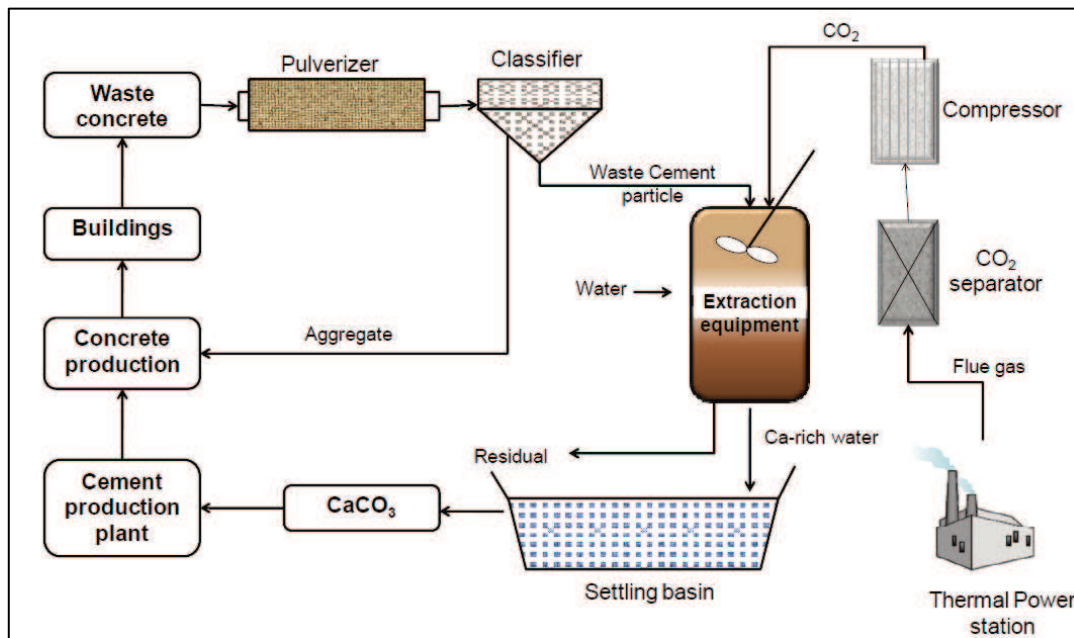 CO₂
Pulverizer
Classifier
Waste
concrete
Compressor
Waste Cement
particle
Buildings
CO₂
separator
Water
Extraction
equipment
Concrete
production
Aggregate
Flue gas
Ca-rich water
Residual
Cement
production
plant
CaCO₃
Settling basin
Thermal Power
station